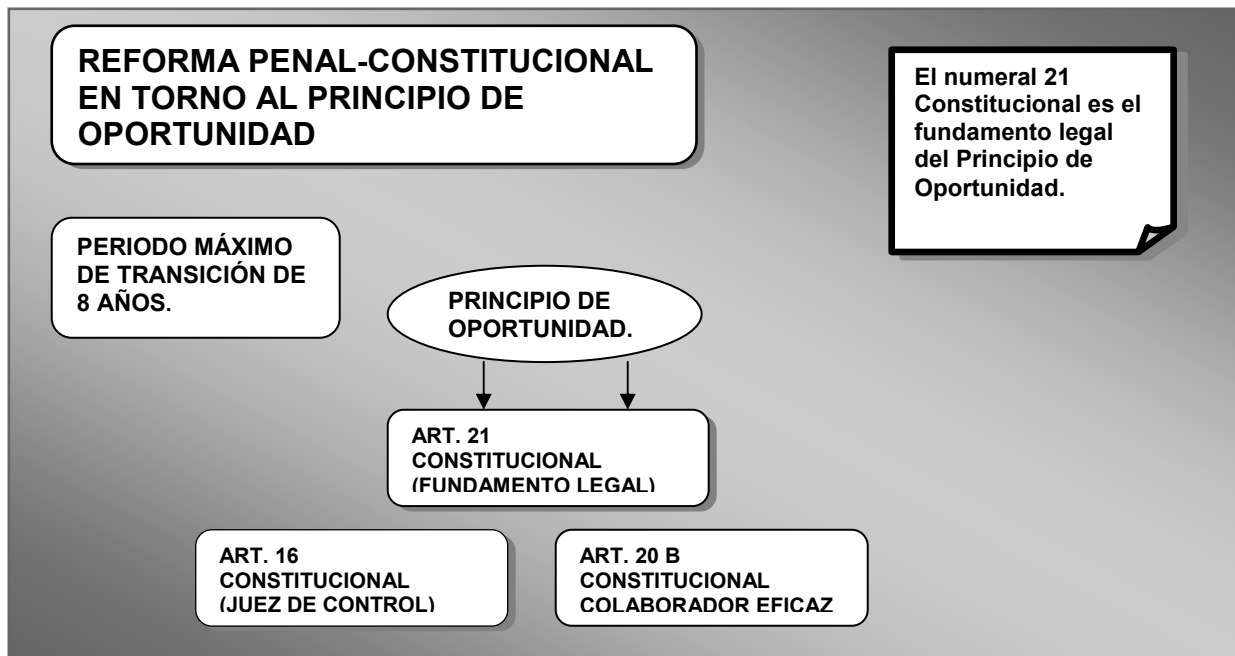 REFORMA PENAL-CONSTITUCIONAL
EN TORNO AL PRINCIPIO DE
OPORTUNIDAD
El numeral 21
Constitucional es el
fundamento legal
del Principio de
Oportunidad.
PERIODO MÁXIMO
DE TRANSICIÓN DE
8 AÑOS.
PRINCIPIO DE
OPORTUNIDAD.
ART. 21
CONSTITUCIONAL
(FUNDAMENTO LEGAL)
ART. 16
CONSTITUCIONAL
(JUEZ DE CONTROL)
ART. 20 B
CONSTITUCIONAL
COLABORADOR EFICAZ